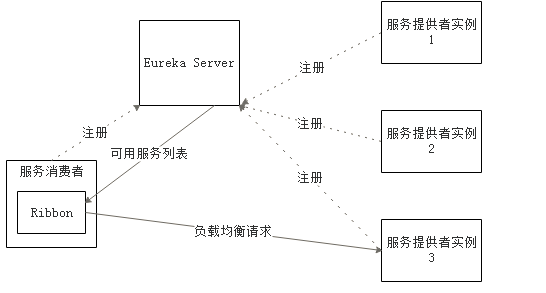 服务提供者实例
1
Eureka Server
注册
注册
注册
服务提供者实例
2
可用服务列表
服务消费者
注册
Ribbon
负载均衡请求
服务提供者实例
3